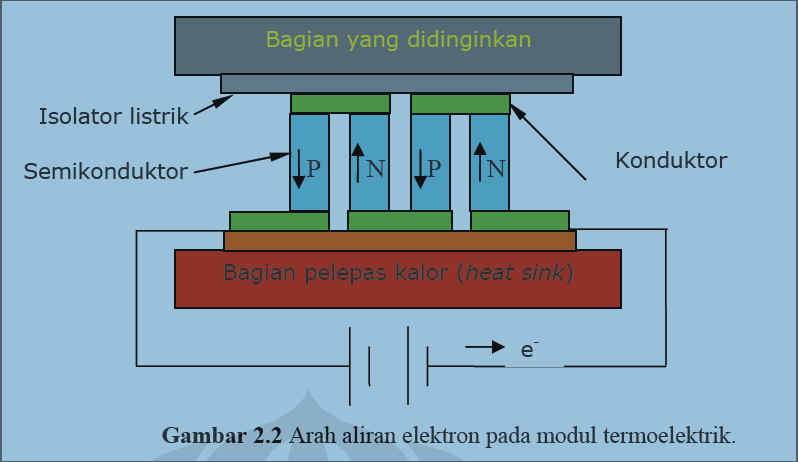 Bagian yang didinginkan
Isolator listrik
Semikonduktor
Konduktor
P N P N
Bagian pelepas kalor (heat sink)
e-
Gambar 2.2 Arah aliran elektron pada modul termoelektrik.